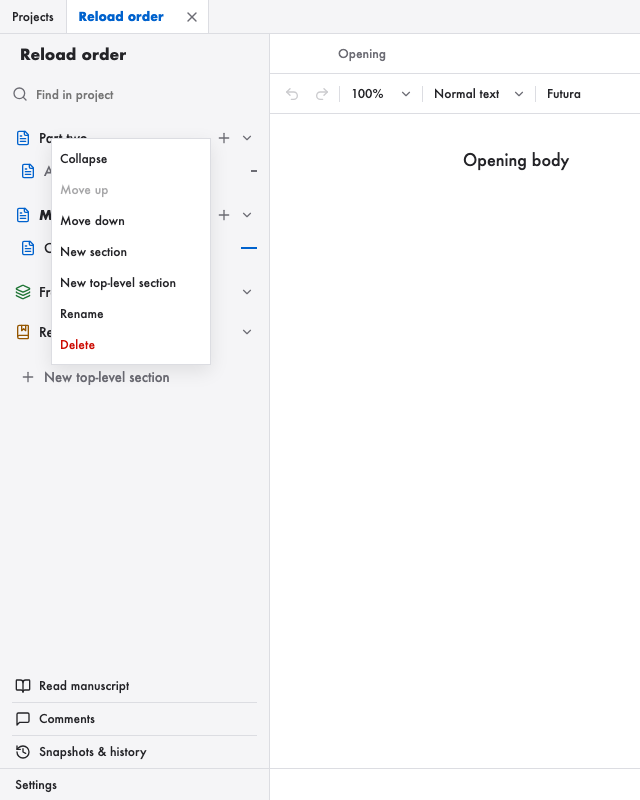 Projects
Reload order
Reload order
Find in project
Part two
Collapse
Move up
Move down
New section
New top-level section
Rename
Delete
New top-level section
Read manuscript
Comments
Snapshots & history
Settings
Opening
100%
Normal text
Futura
Opening body